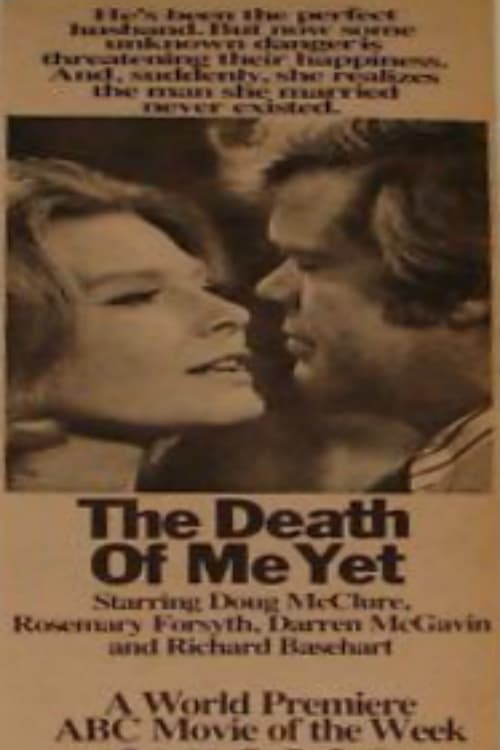 He's been the perfect
husband. But now some
unknown danger is
threatening their happiness.
And, suddenly, she realizes
the man she married
never existed.
The Death
Of Me Yet
Starring Doug McClure,
Rosemary Forsyth, Darren McGavin
and Richard Basehart
A World Premiere
ABC Movie of the Week